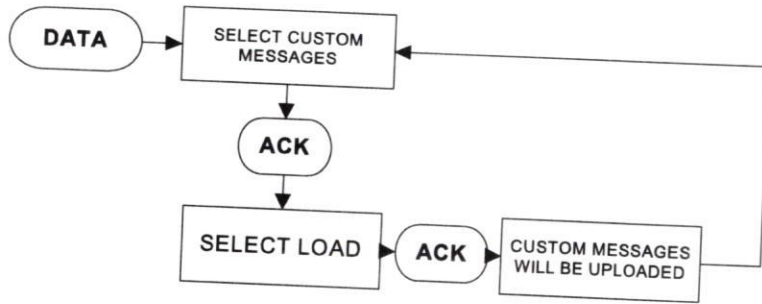 DATA
SELECT CUSTOM
MESSAGES
ACK
SELECT LOAD
ACK
CUSTOM MESSAGES
WILL BE UPLOADED